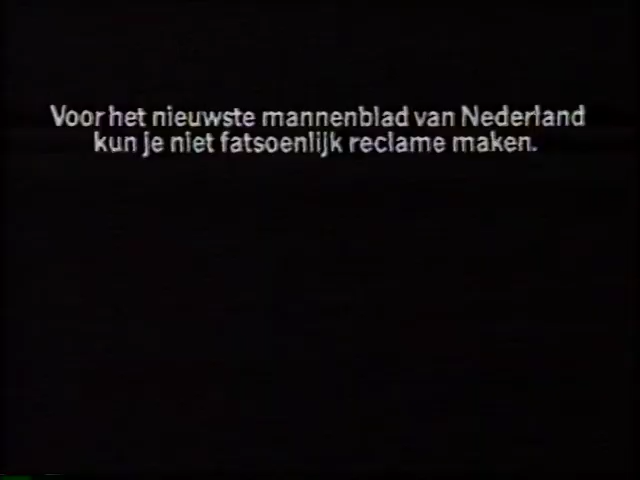 Voor het nieuwste mannenblad van Nederland
kun je niet fatsoenlijk reclame maken.